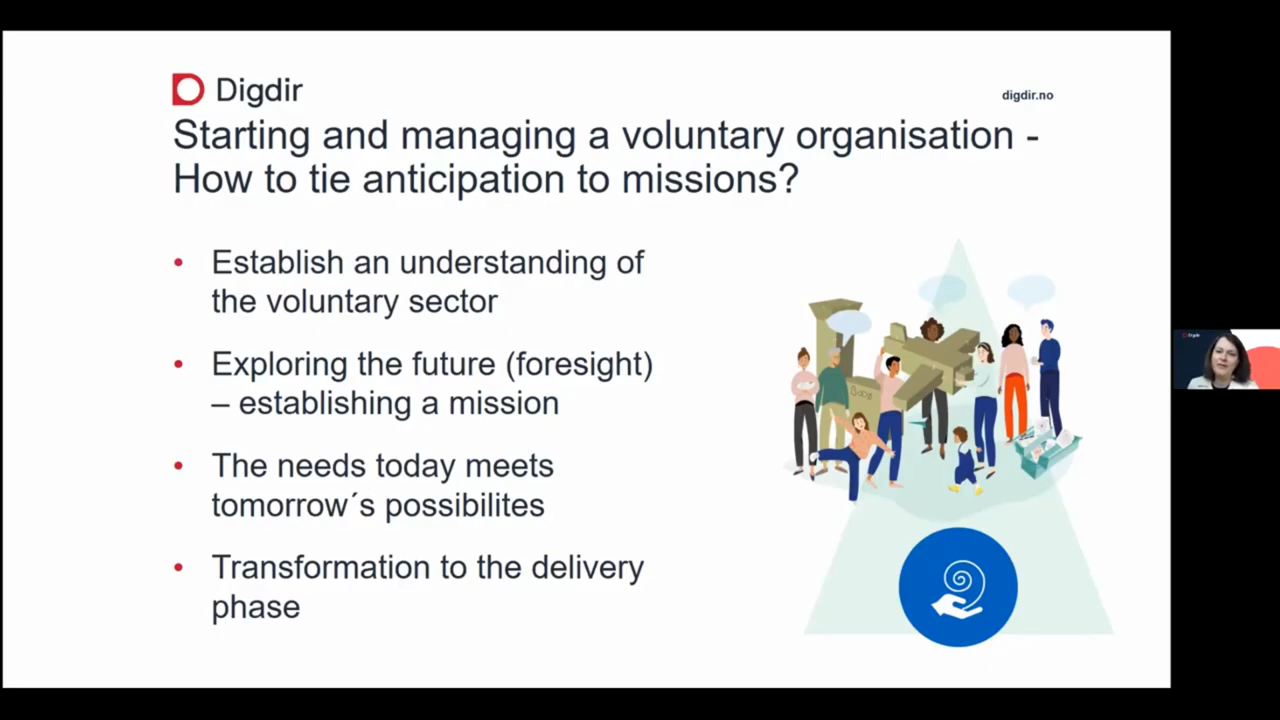 Digdir
digdir.no
Starting and managing a voluntary organisation -
How to tie anticipation to missions?
• Establish an understanding of
the voluntary sector
• Exploring the future (foresight)
– establishing a mission
• The needs today meets
tomorrow´s possibilites
• Transformation to the delivery
phase